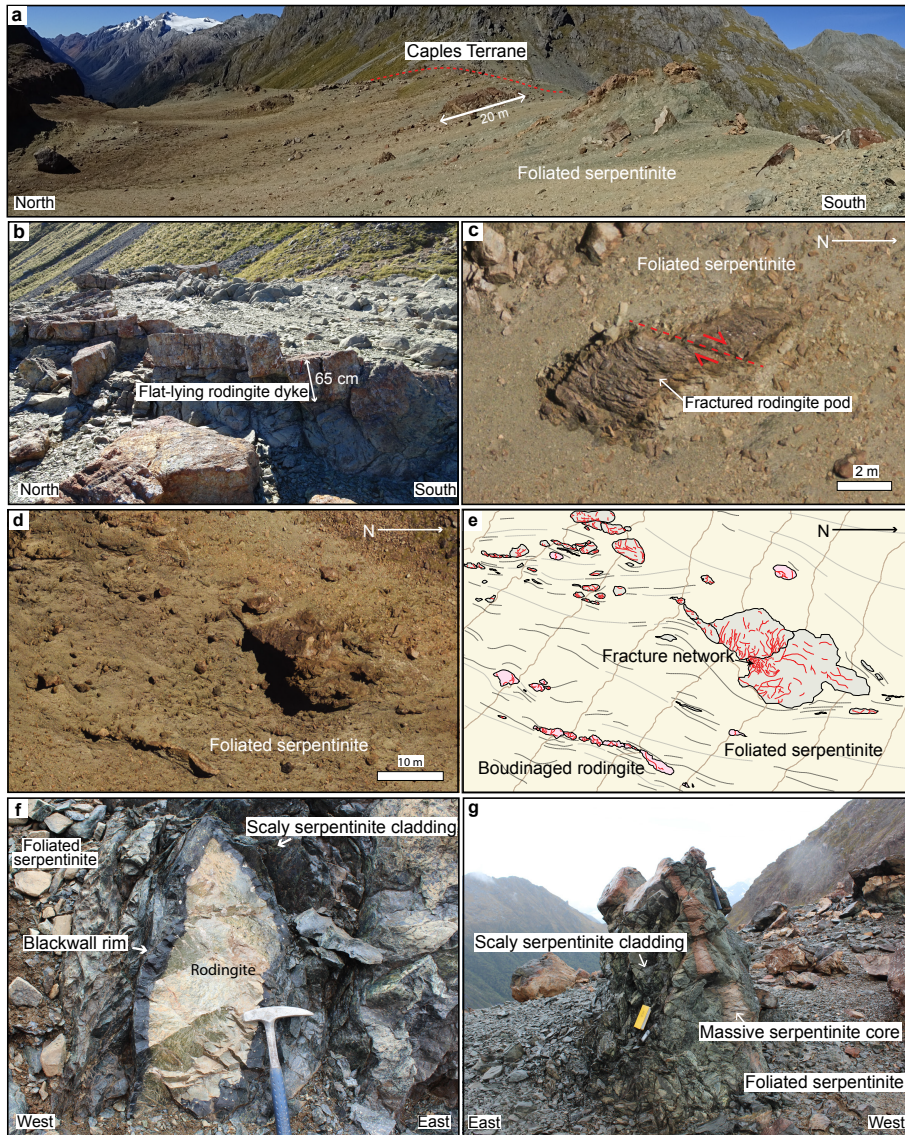 a
Caples Terrane
20 m
Foliated serpentinite
North
South
b
65 cm
Flat-lying rodingite dyke
North
South
c
N
Foliated serpentinite
Fractured rodingite pod
2 m
d
N
Foliated serpentinite
10 m
e
N
Fracture network
Foliated serpentinite
Boudinaged rodingite
f
Scaly serpentinite cladding
Foliated
serpentinite
Blackwall rim
Rodingite
West
East
g
Scaly serpentinite cladding
Massive serpentinite core
Foliated serpentinite
East
West